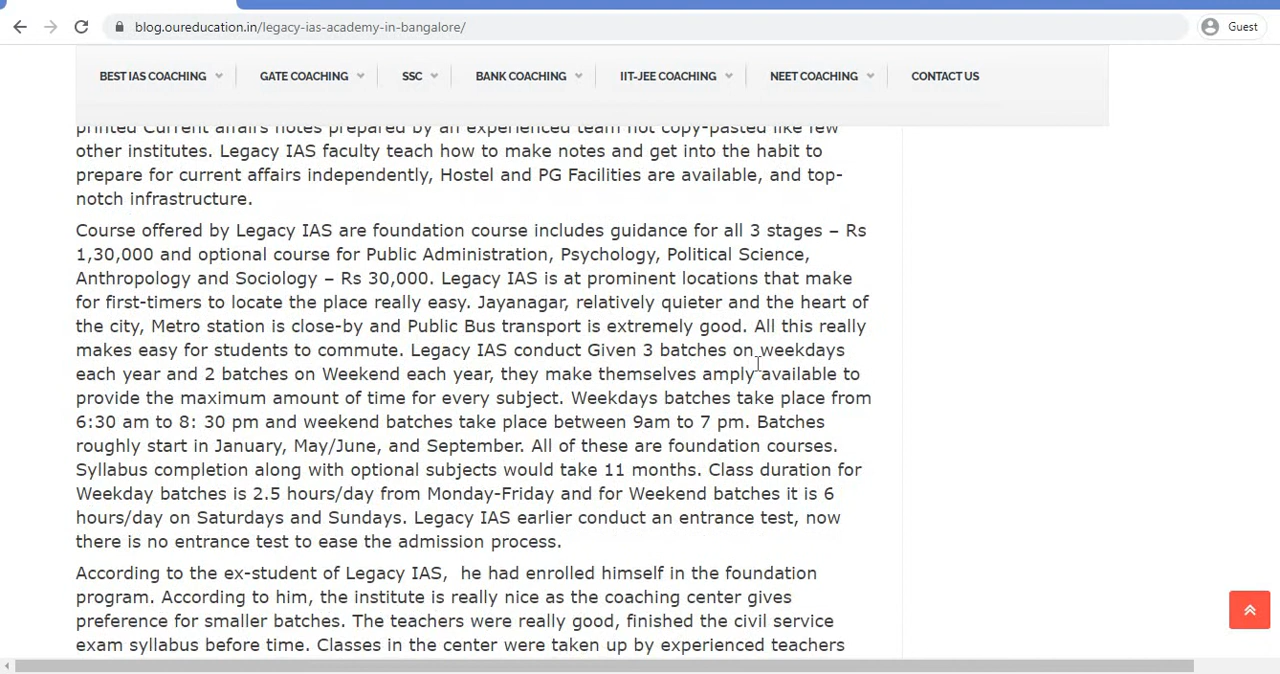 blog.oureducation.in/legacy-ias-academy-in-bangalore/
Guest
BEST IAS COACHING GATE COACHING SSC BANK COACHING IIT-JEE COACHING NEET COACHING CONTACT US
printed Current affairs notes prepared by an experienced team not copy-pasted like few
other institutes. Legacy IAS faculty teach how to make notes and get into the habit to
prepare for current affairs independently, Hostel and PG Facilities are available, and top-
notch infrastructure.
Course offered by Legacy IAS are foundation course includes guidance for all 3 stages – Rs
1,30,000 and optional course for Public Administration, Psychology, Political Science,
Anthropology and Sociology – Rs 30,000. Legacy IAS is at prominent locations that make
for first-timers to locate the place really easy. Jayanagar, relatively quieter and the heart of
the city, Metro station is close-by and Public Bus transport is extremely good. All this really
makes easy for students to commute. Legacy IAS conduct Given 3 batches on weekdays
each year and 2 batches on Weekend each year, they make themselves amply available to
provide the maximum amount of time for every subject. Weekdays batches take place from
6:30 am to 8: 30 pm and weekend batches take place between 9am to 7 pm. Batches
roughly start in January, May/June, and September. All of these are foundation courses.
Syllabus completion along with optional subjects would take 11 months. Class duration for
Weekday batches is 2.5 hours/day from Monday-Friday and for Weekend batches it is 6
hours/day on Saturdays and Sundays. Legacy IAS earlier conduct an entrance test, now
there is no entrance test to ease the admission process.
According to the ex-student of Legacy IAS,  he had enrolled himself in the foundation
program. According to him, the institute is really nice as the coaching center gives
preference for smaller batches. The teachers were really good, finished the civil service
exam syllabus before time. Classes in the center were taken up by experienced teachers